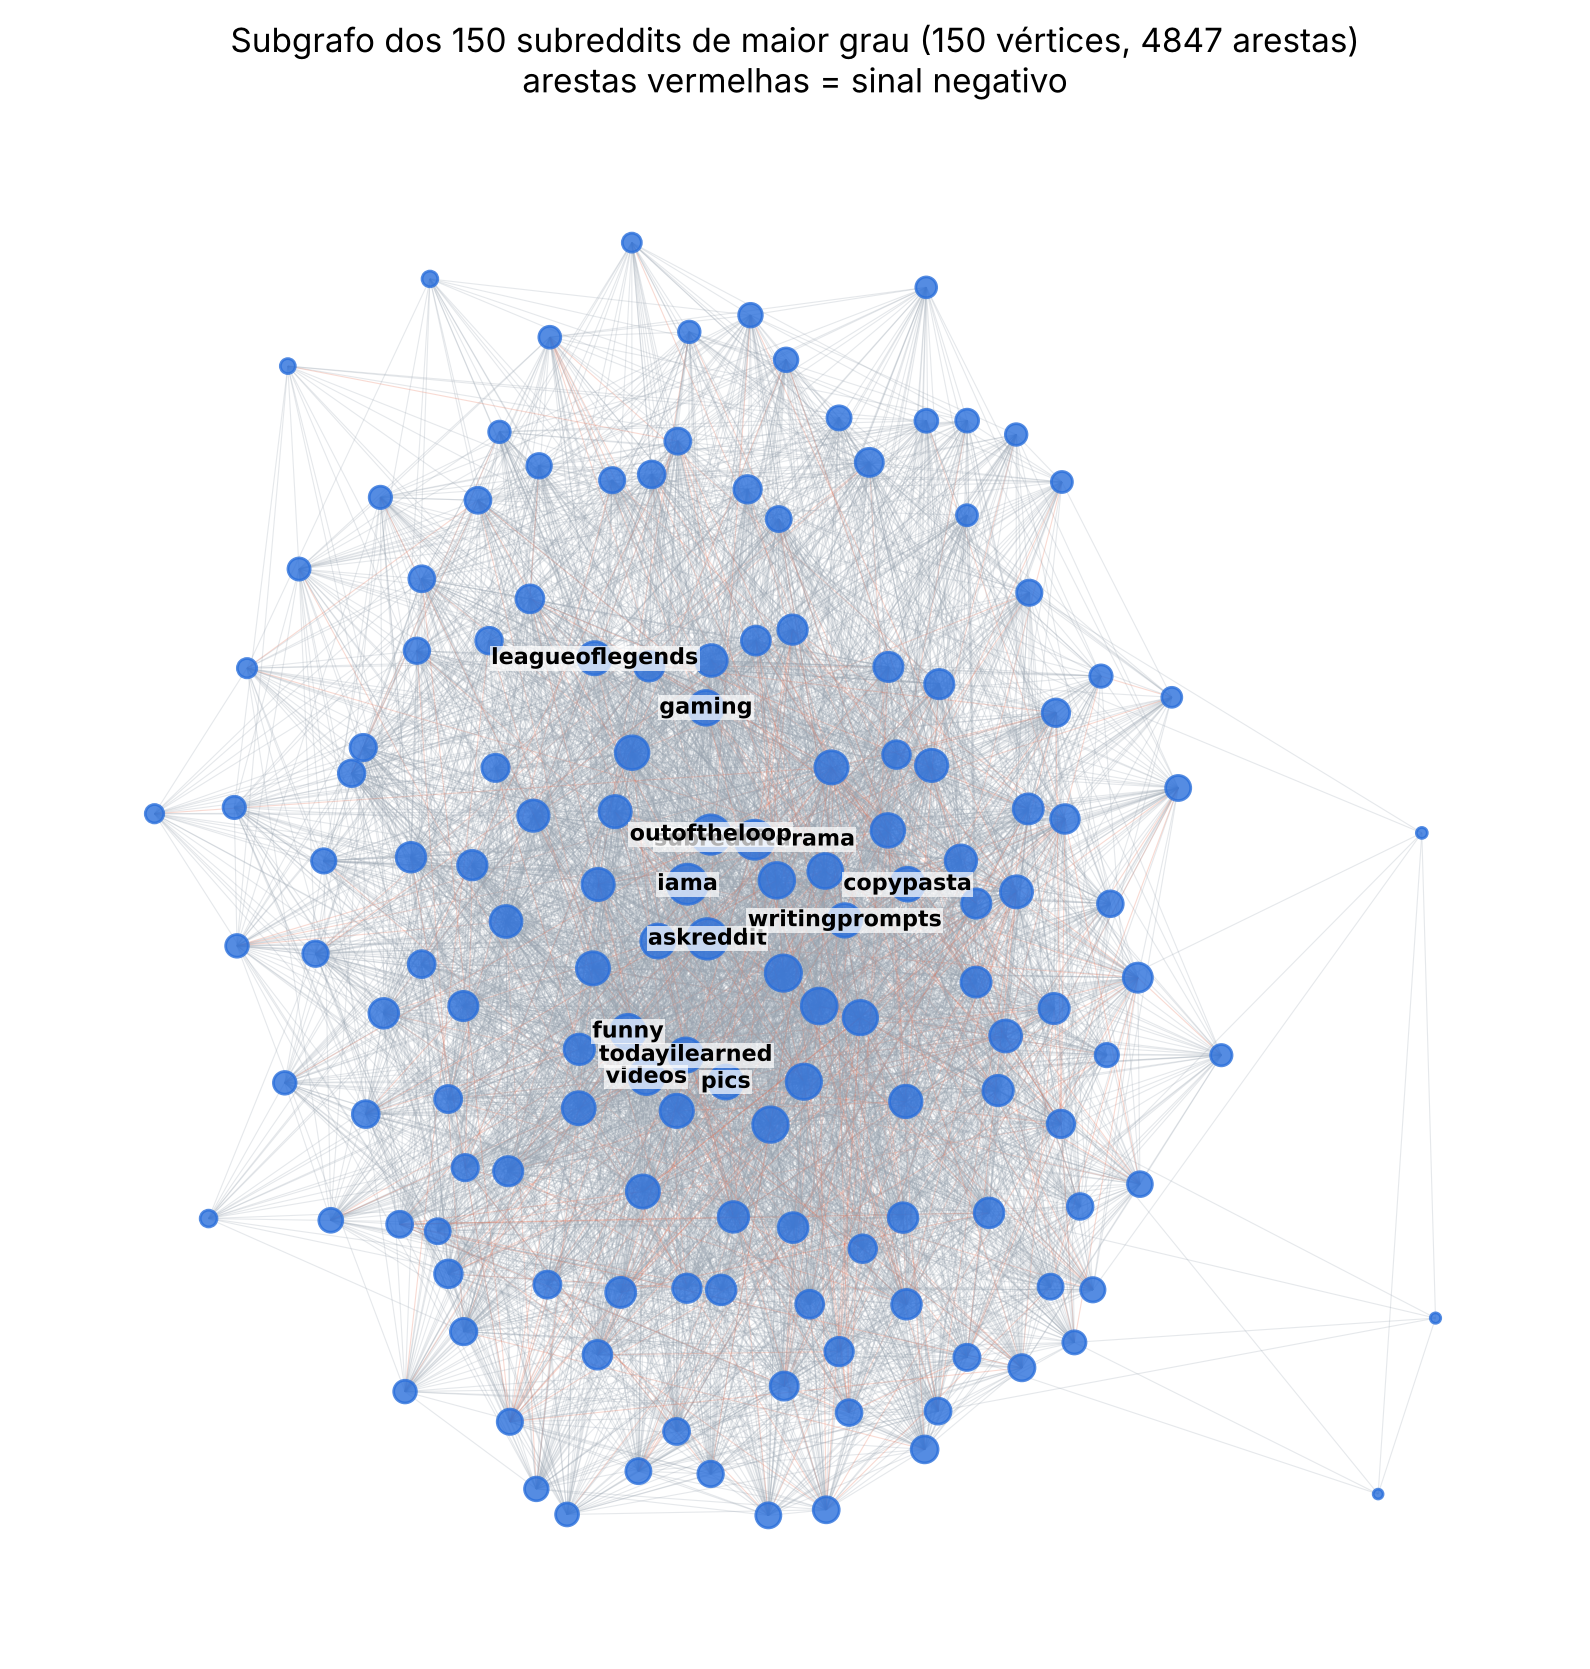 Subgrafo dos 150 subreddits de maior grau (150 vértices, 4847 arestas)
arestas vermelhas = sinal negativo
leagueoflegends
gaming
outoftheloop
subredditdrama
iama
copypasta
writingprompts
askreddit
funny
todayilearned
videos
pics